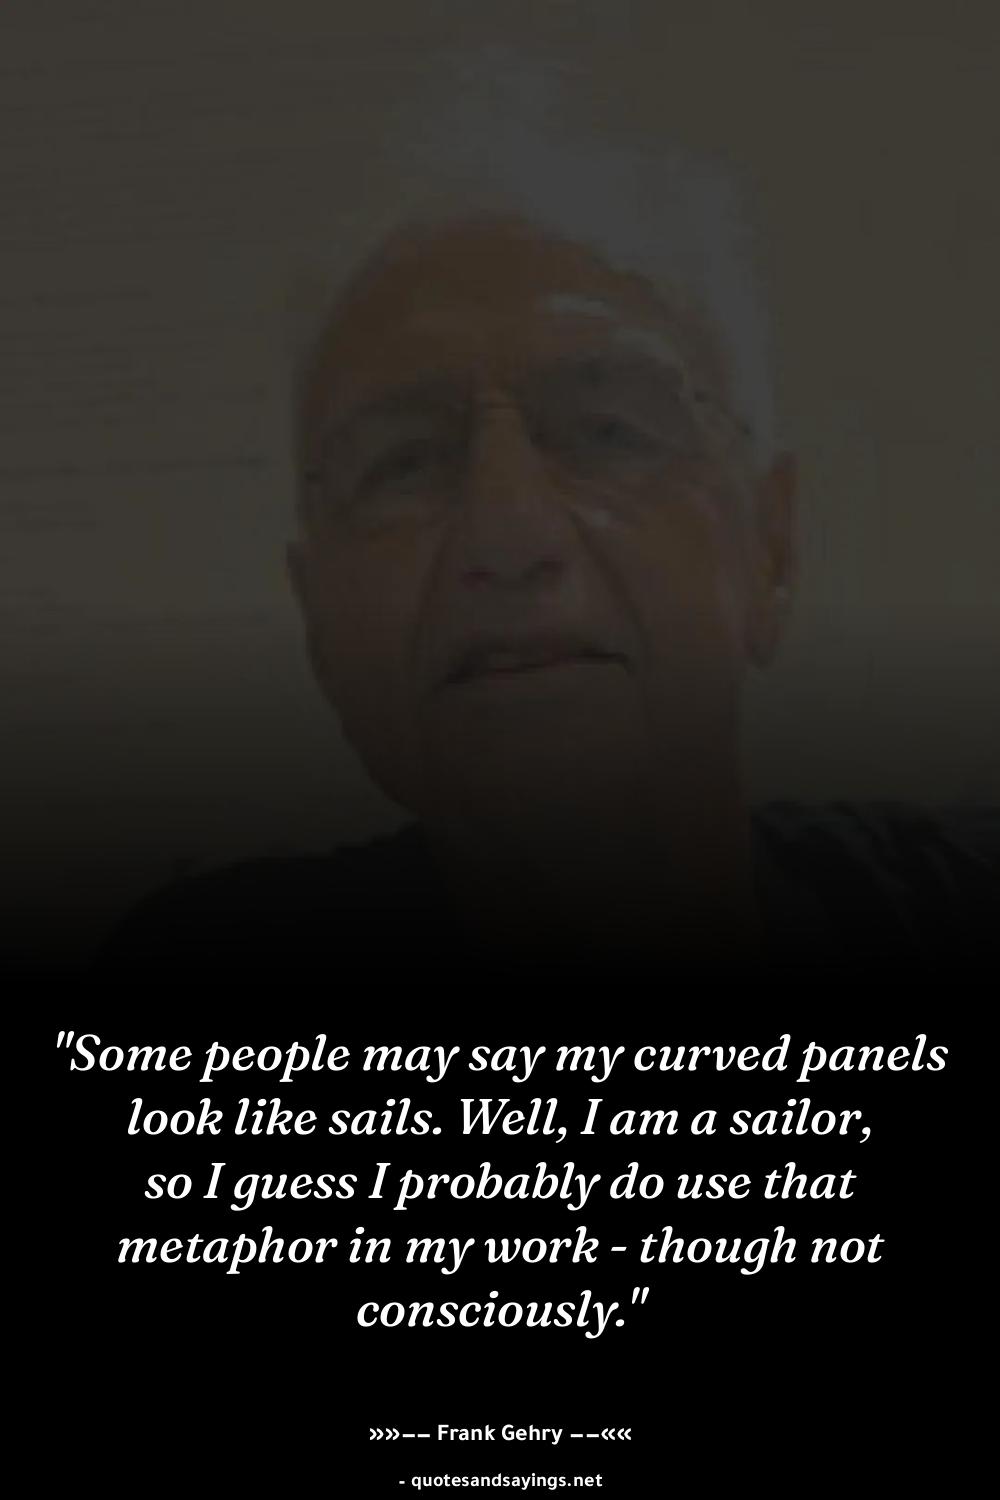 "Some people may say my curved panels
look like sails. Well, I am a sailor,
so I guess I probably do use that
metaphor in my work - though not
consciously."
»»−− Frank Gehry −−««
- quotesandsayings.net